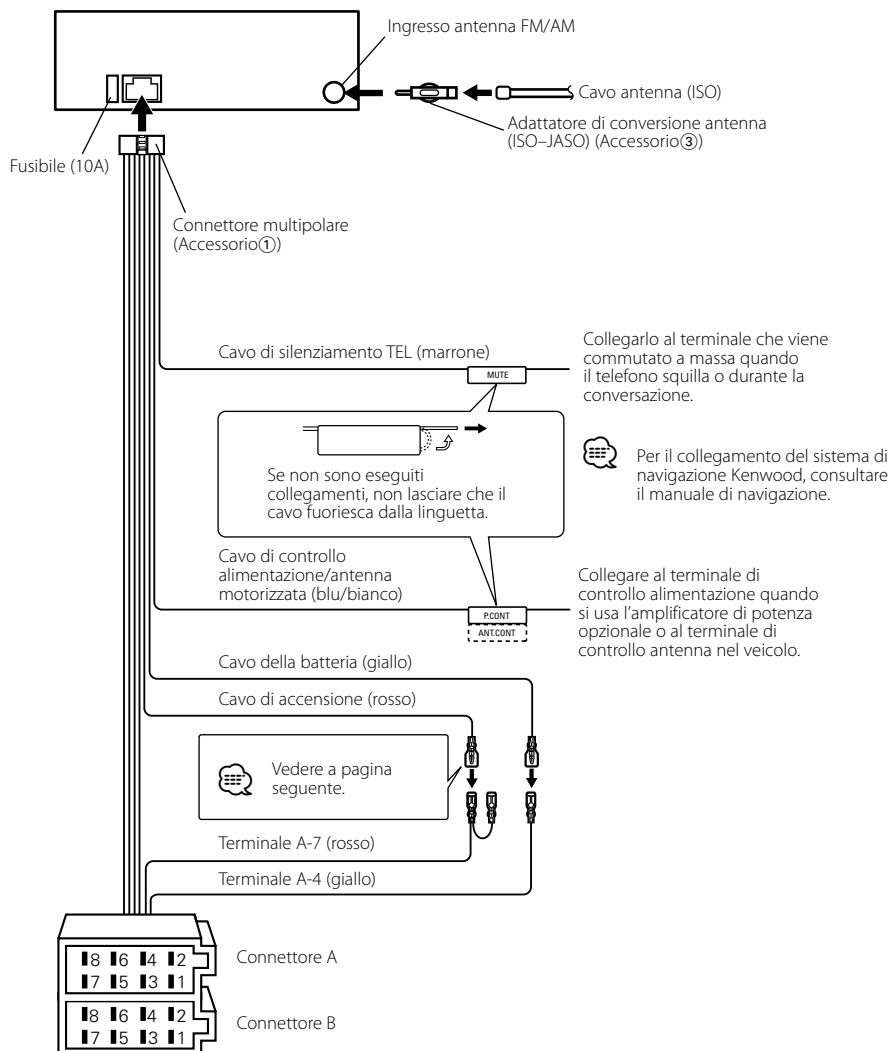 Ingresso antenna FM/AM
Cavo antenna (ISO)
Adattatore di conversione antenna
(ISO–JASO) (Accessorio③)
Fusibile (10A)
Connettore multipolare
(Accessorio①)
Cavo di silenziamento TEL (marrone)
MUTE
Collegarlo al terminale che viene
commutato a massa quando
il telefono squilla o durante la
conversazione.
Se non sono eseguiti
collegamenti, non lasciare che il
cavo fuoriesca dalla linguetta.
Per il collegamento del sistema di
navigazione Kenwood, consultare
il manuale di navigazione.
Cavo di controllo
alimentazione/antenna
motorizzata (blu/bianco)
P.CONT
ANT.CONT
Collegare al terminale di
controllo alimentazione quando
si usa l'amplificatore di potenza
opzionale o al terminale di
controllo antenna nel veicolo.
Cavo della batteria (giallo)
Cavo di accensione (rosso)
Vedere a pagina
seguente.
Terminale A-7 (rosso)
Terminale A-4 (giallo)
8 6 4 2
7 5 3 1
Connettore A
8 6 4 2
7 5 3 1
Connettore B